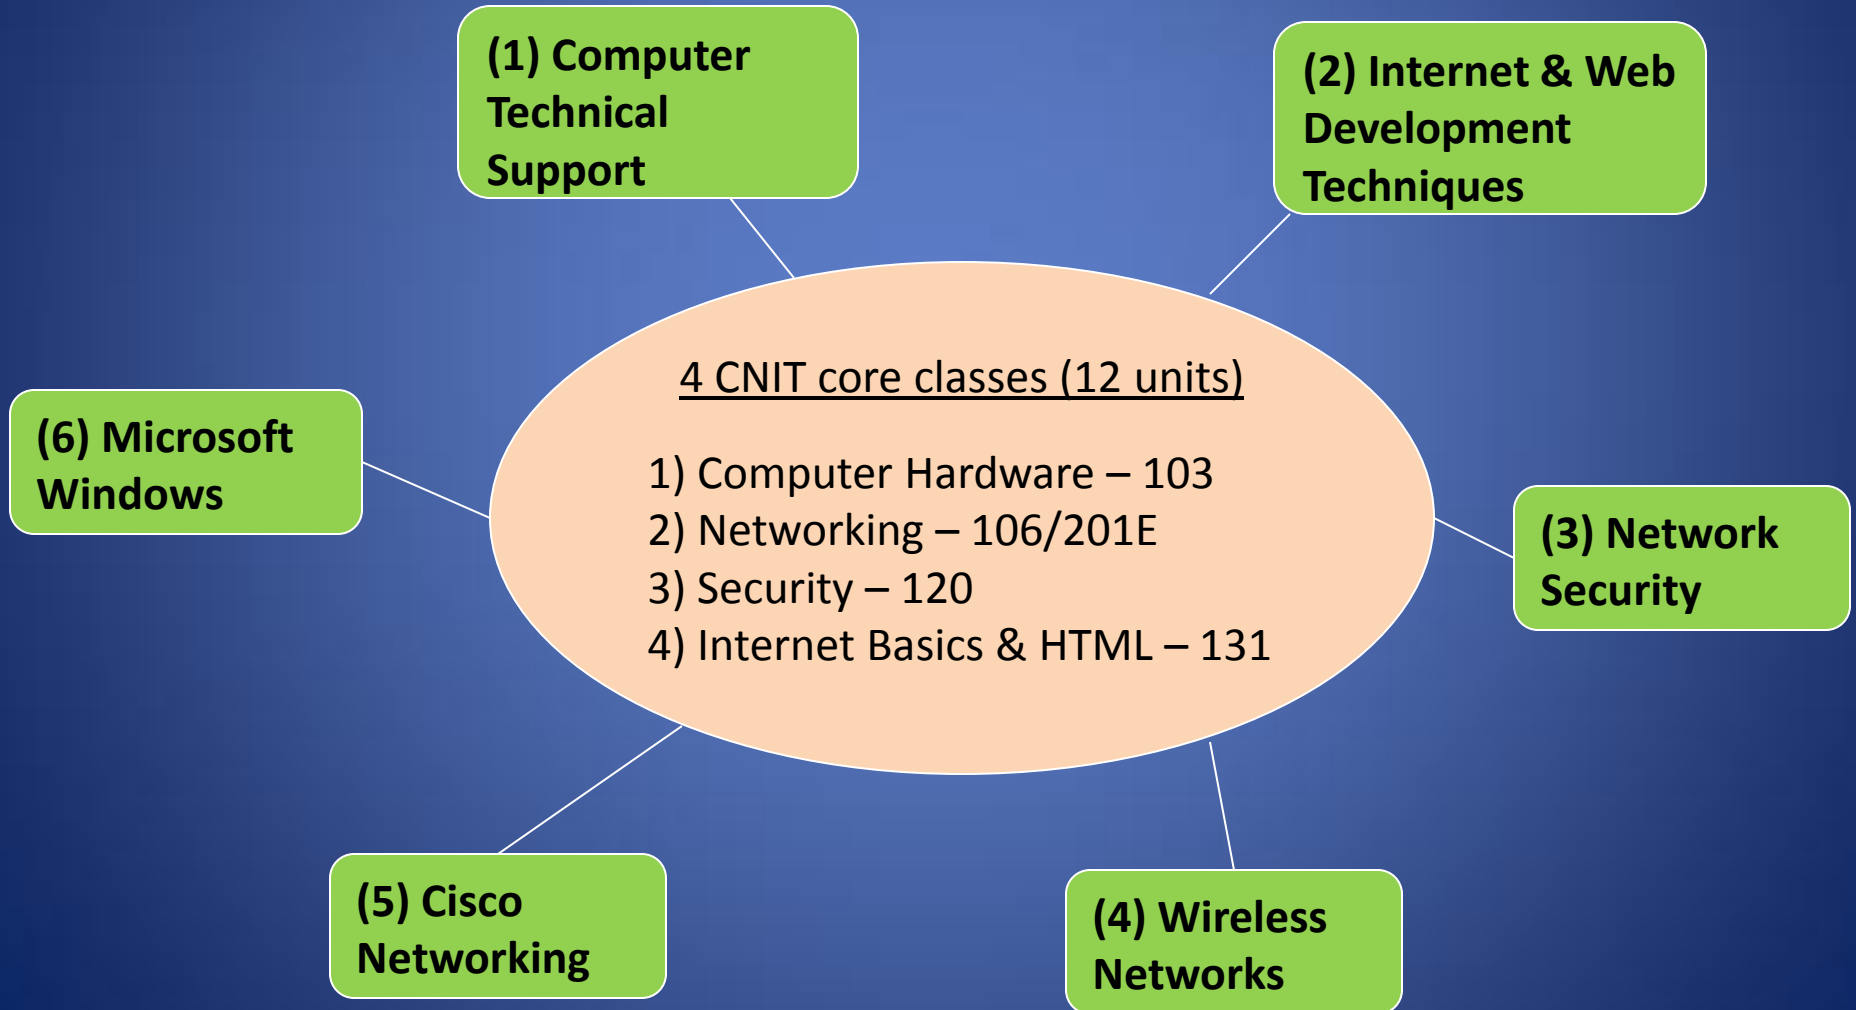 (1) Computer
Technical
Support
(2) Internet & Web
Development
Techniques
4 CNIT core classes (12 units)
1) Computer Hardware – 103
2) Networking – 106/201E
3) Security – 120
4) Internet Basics & HTML – 131
(6) Microsoft
Windows
(3) Network
Security
(5) Cisco
Networking
(4) Wireless
Networks